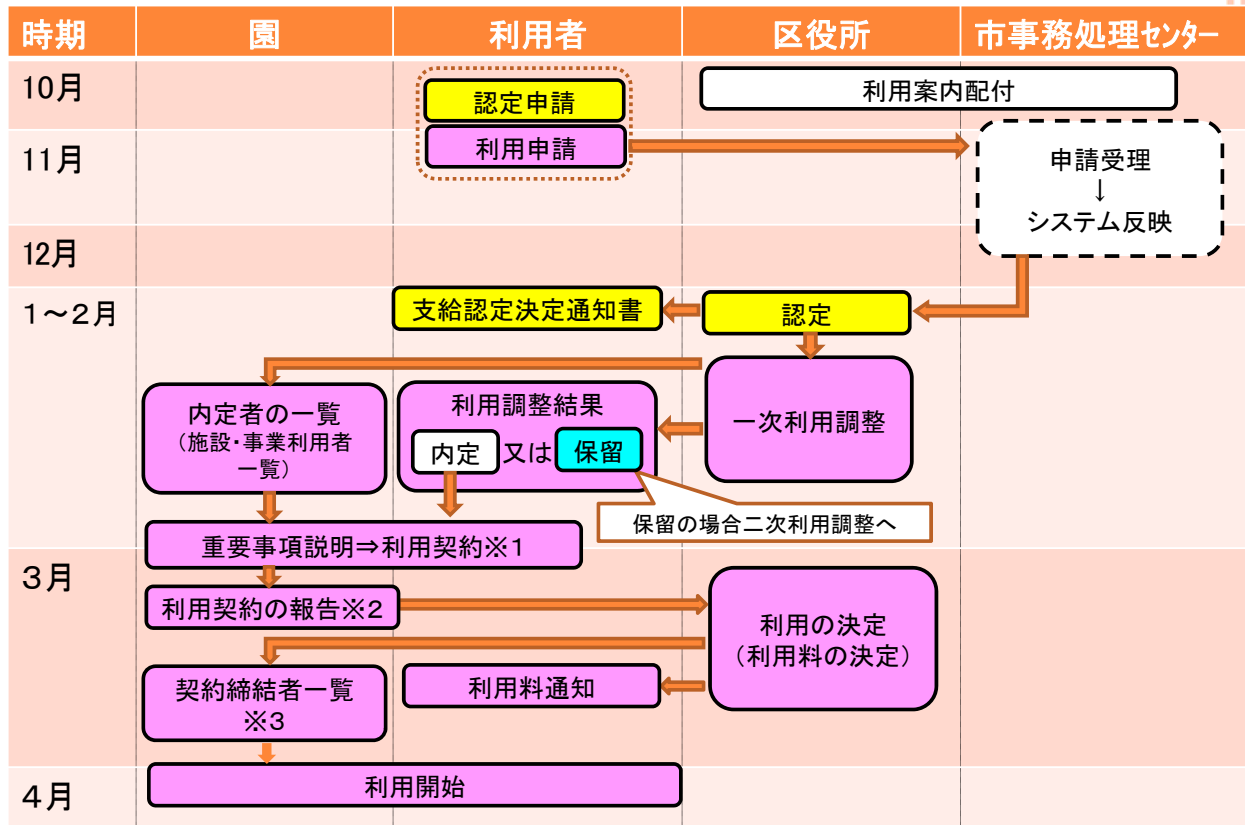 時期
園
利用者
区役所
市事務処理センター
10月
認定申請
利用案内配付
11月
利用申請
申請受理
↓
システム反映
12月
1～2月
支給認定決定通知書
認定
内定者の一覧
(施設・事業利用者
一覧)
利用調整結果
内定 又は 保留
一次利用調整
保留の場合二次利用調整へ
重要事項説明⇒利用契約※1
3月
利用契約の報告※2
利用の決定
(利用料の決定)
契約締結者一覧
※3
利用料通知
4月
利用開始